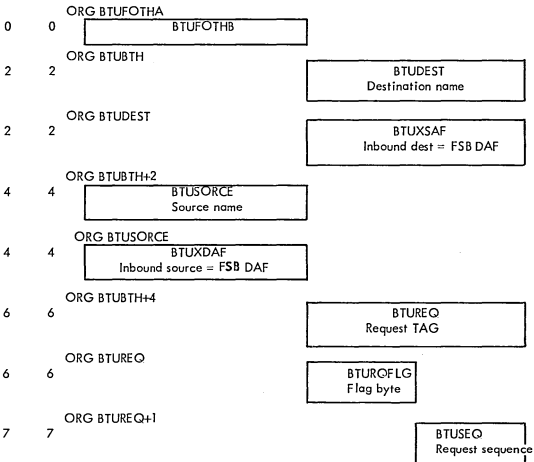 ORG BTUFOTHA
0 0 BTUFOTHB
ORG BTUBTH
2 2 BTUDEST
Destination name
ORG BTUDEST
2 2 BTUXSAF
Inbound dest = FSB DAF
ORG BTUBTH+2
4 4 BTUSORCE
Source name
ORG BTUSORCE
4 4 BTUXDAF
Inbound source = FSB DAF
ORG BTUBTH+4
6 6 BTUREQ
Request TAG
ORG BTUREQ
6 6 BTURQFLG
Flag byte
ORG BTUREQ+1
7 7 BTUSEQ
Request sequence